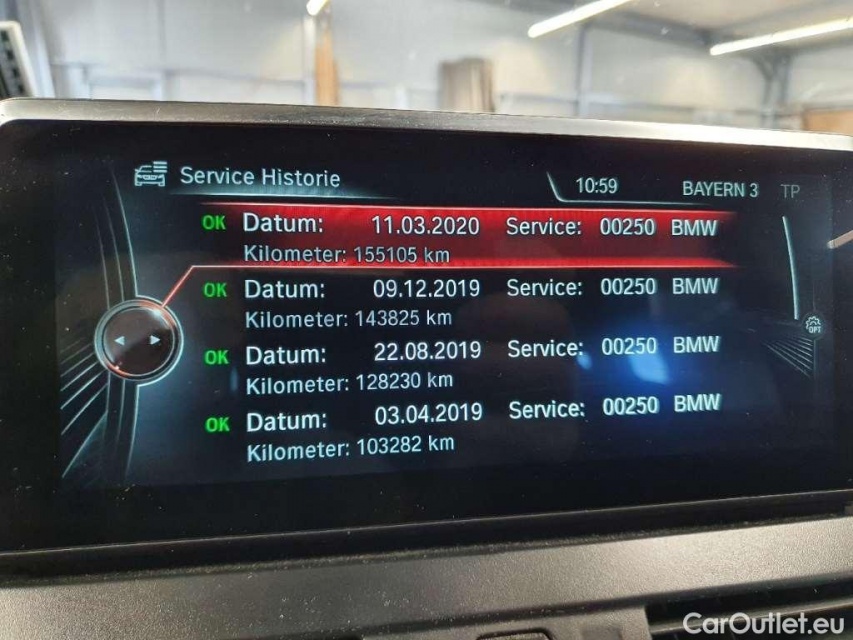 Service Historie 10:59 BAYERN 3 TP
OK Datum: 11.03.2020 Service: 00250 BMW
Kilometer: 155105 km
OK Datum: 09.12.2019 Service: 00250 BMW
Kilometer: 143825 km
OPT
OK Datum: 22.08.2019 Service: 00250 BMW
Kilometer: 128230 km
OK Datum: 03.04.2019 Service: 00250 BMW
Kilometer: 103282 km
CarOutlet.eu